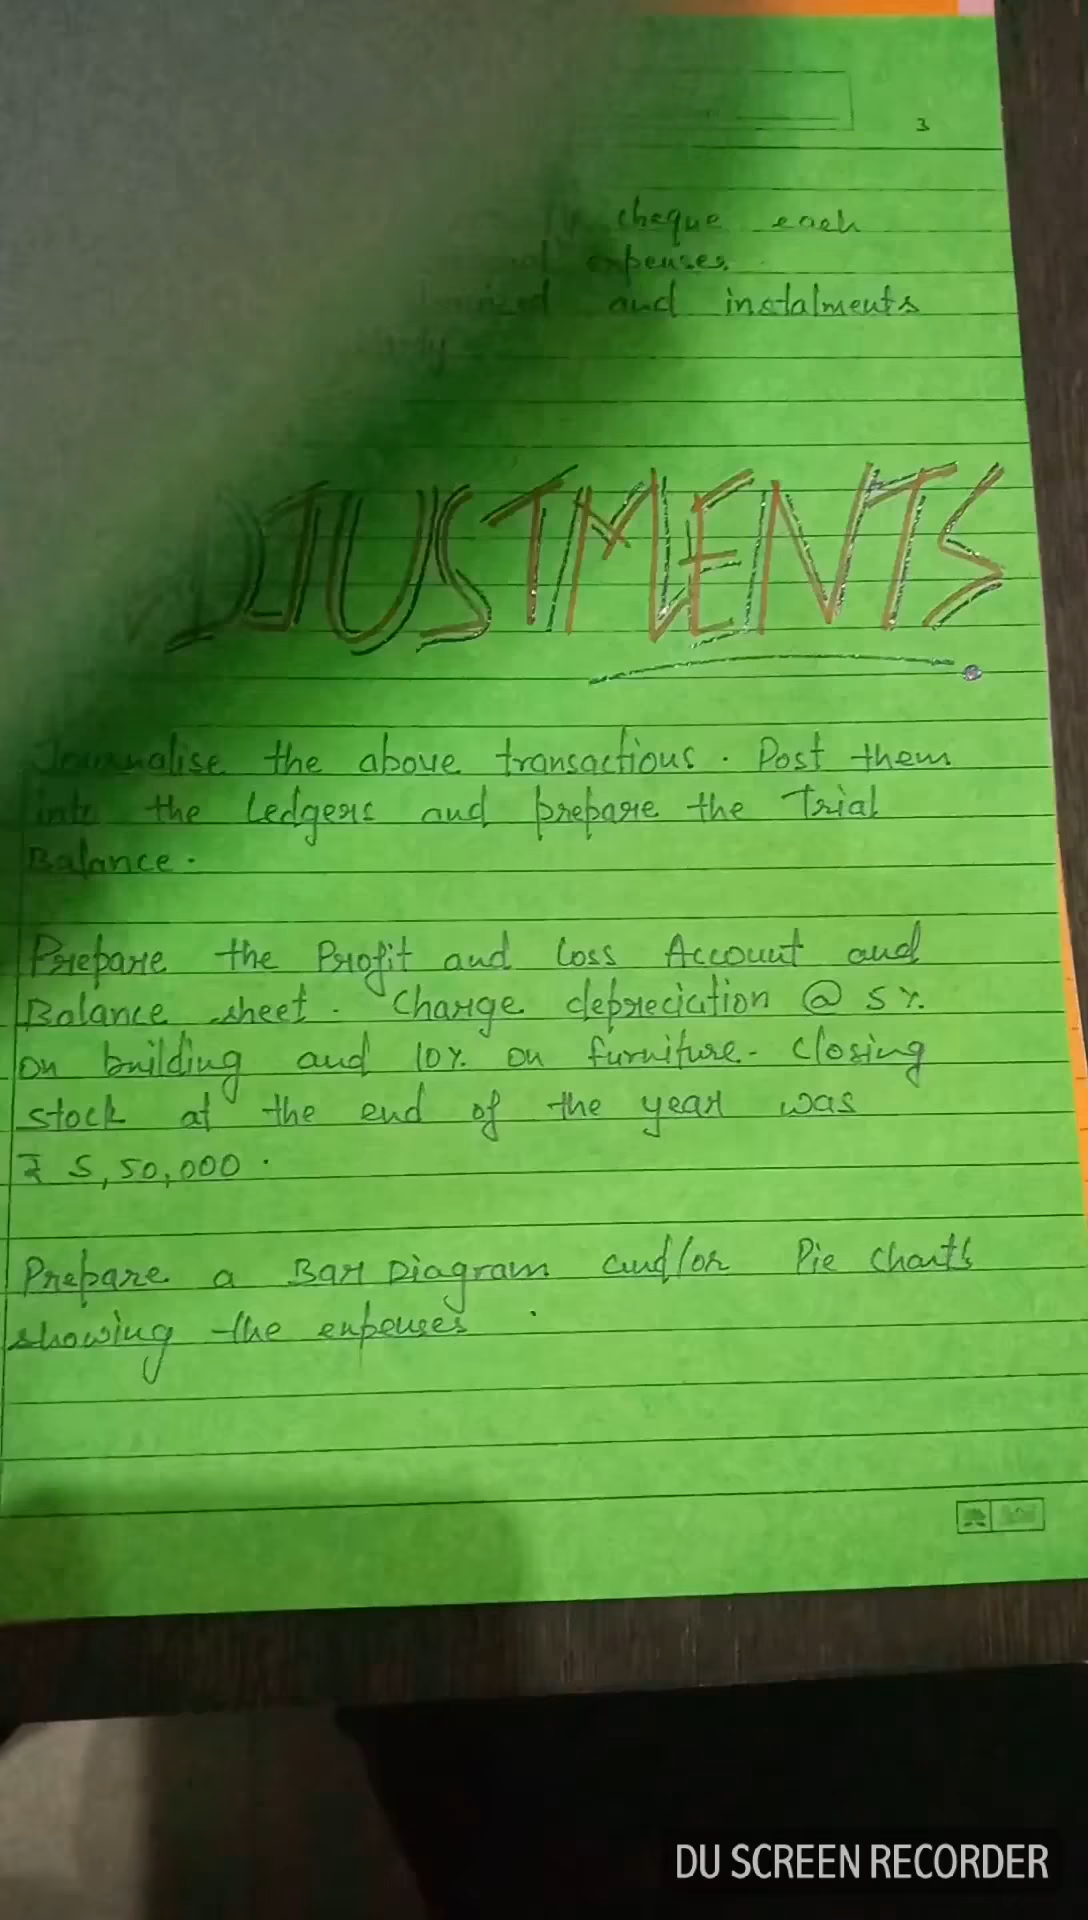 3
cheque each
expenses.
and instalments
DJUSTMENTS
Journalise the above transactions. Post them
into the Ledgers and prepare the Trial
Balance.
Prepare the Profit and Loss Account and
Balance sheet. Charge depreciation @ 5%
on building and 10% on furniture. Closing
stock at the end of the year was
₹ 5,50,000.
Prepare a Bar Diagram and/or Pie Charts
showing the expenses.
DU SCREEN RECORDER